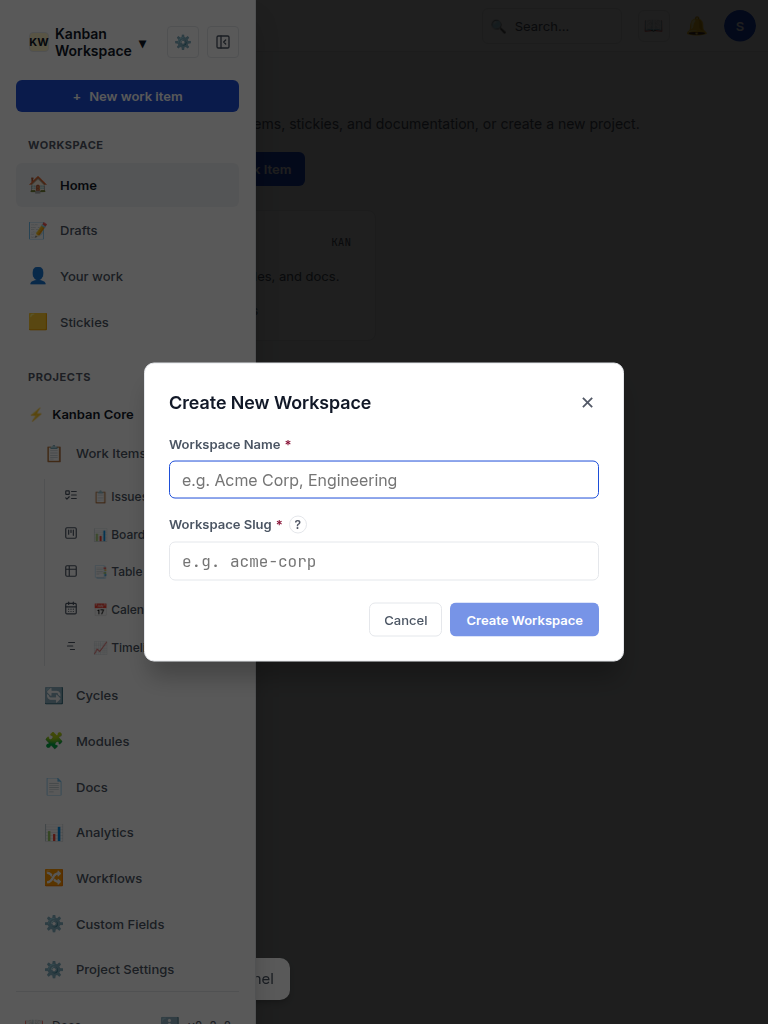 KW
Kanban
Workspace ▼
Search...
S
+ New work item
WORKSPACE
Home
Drafts
Your work
Stickies
PROJECTS
Kanban Core
Work Items
Issues
Board
Table
Timel
Cycles
Modules
Docs
Analytics
Workflows
Custom Fields
Project Settings
Docs
stickies, and documentation, or create a new project.
item
KAN
and docs.
Create New Workspace
Workspace Name *
e.g. Acme Corp, Engineering
Workspace Slug * ?
e.g. acme-corp
Cancel
Create Workspace